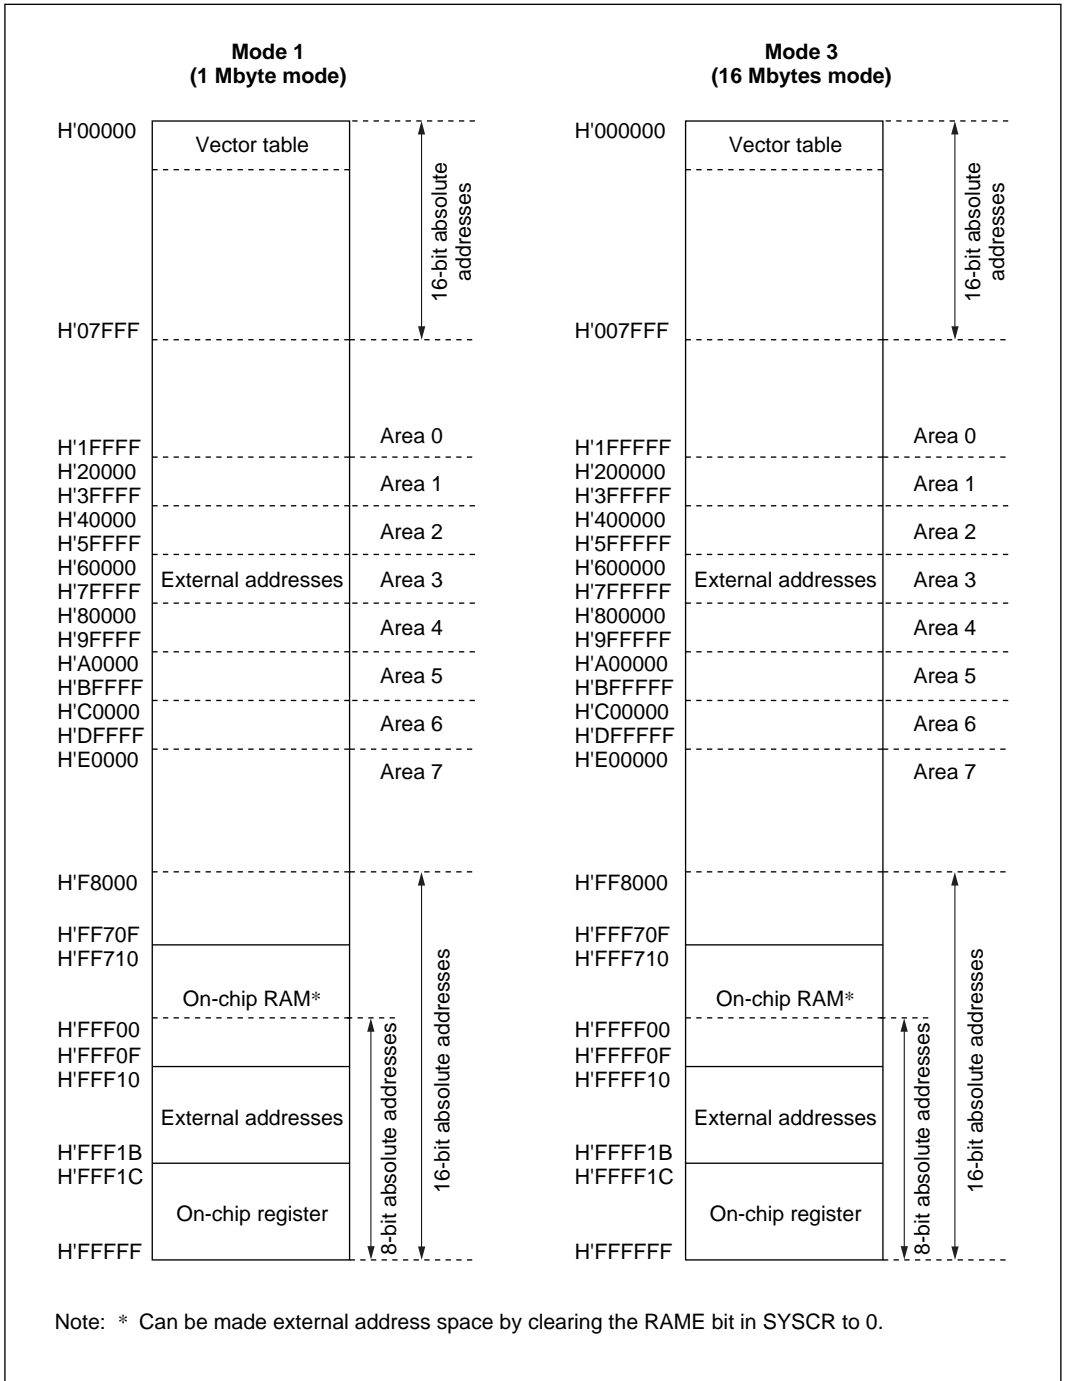 Mode 1
(1 Mbyte mode)
H'00000
Vector table
16-bit absolute
addresses
H'07FFF
H'1FFFF
Area 0
H'20000
H'3FFFF
Area 1
H'40000
H'5FFFF
Area 2
H'60000
H'7FFFF
External addresses
Area 3
H'80000
H'9FFFF
Area 4
H'A0000
H'BFFFF
Area 5
H'C0000
H'DFFFF
Area 6
H'E0000
Area 7
H'F8000
H'FF70F
H'FF710
On-chip RAM*
H'FFF00
H'FFF0F
H'FFF10
External addresses
H'FFF1B
H'FFF1C
On-chip register
H'FFFFF
8-bit absolute addresses
16-bit absolute addresses
Mode 3
(16 Mbytes mode)
H'000000
Vector table
16-bit absolute
addresses
H'007FFF
H'1FFFFF
Area 0
H'200000
H'3FFFFF
Area 1
H'400000
H'5FFFFF
Area 2
H'600000
H'7FFFFF
External addresses
Area 3
H'800000
H'9FFFFF
Area 4
H'A00000
H'BFFFFF
Area 5
H'C00000
H'DFFFFF
Area 6
H'E00000
Area 7
H'FF8000
H'FFF70F
H'FFF710
On-chip RAM*
H'FFFF00
H'FFFF0F
H'FFFF10
External addresses
H'FFFF1B
H'FFFF1C
On-chip register
H'FFFFFF
8-bit absolute addresses
16-bit absolute addresses
Note: * Can be made external address space by clearing the RAME bit in SYSCR to 0.